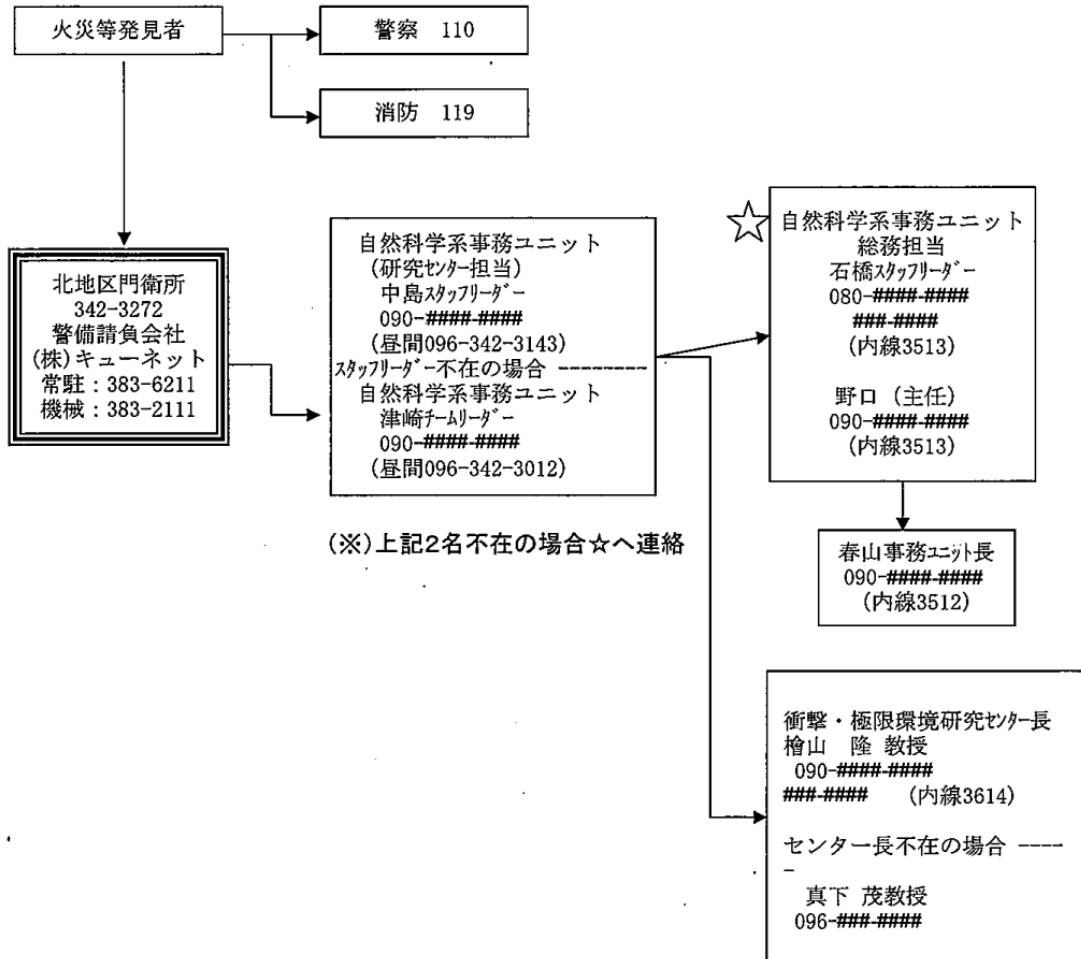 火災等発見者
警察 110
消防 119
北地区門衛所
342-3272
警備請負会社
(株)キューネット
常駐：383-6211
機械：383-2111
自然科学系事務ユニット
(研究センター担当)
中島スタッフリーダー
090-####-####
(昼間096-342-3143)
スタッフリーダー不在の場合 --------
自然科学系事務ユニット
津崎チームリーダー
090-####-####
(昼間096-342-3012)
(※)上記2名不在の場合☆へ連絡
☆
自然科学系事務ユニット
総務担当
石橋スタッフリーダー
080-####-####
###-####
(内線3513)
野口（主任）
090-####-####
(内線3513)
春山事務ユニット長
090-####-####
(内線3512)
衝撃・極限環境研究センター長
檜山　隆 教授
090-####-####
###-####　(内線3614)
センター長不在の場合 ----
-
真下 茂教授
096-###-####